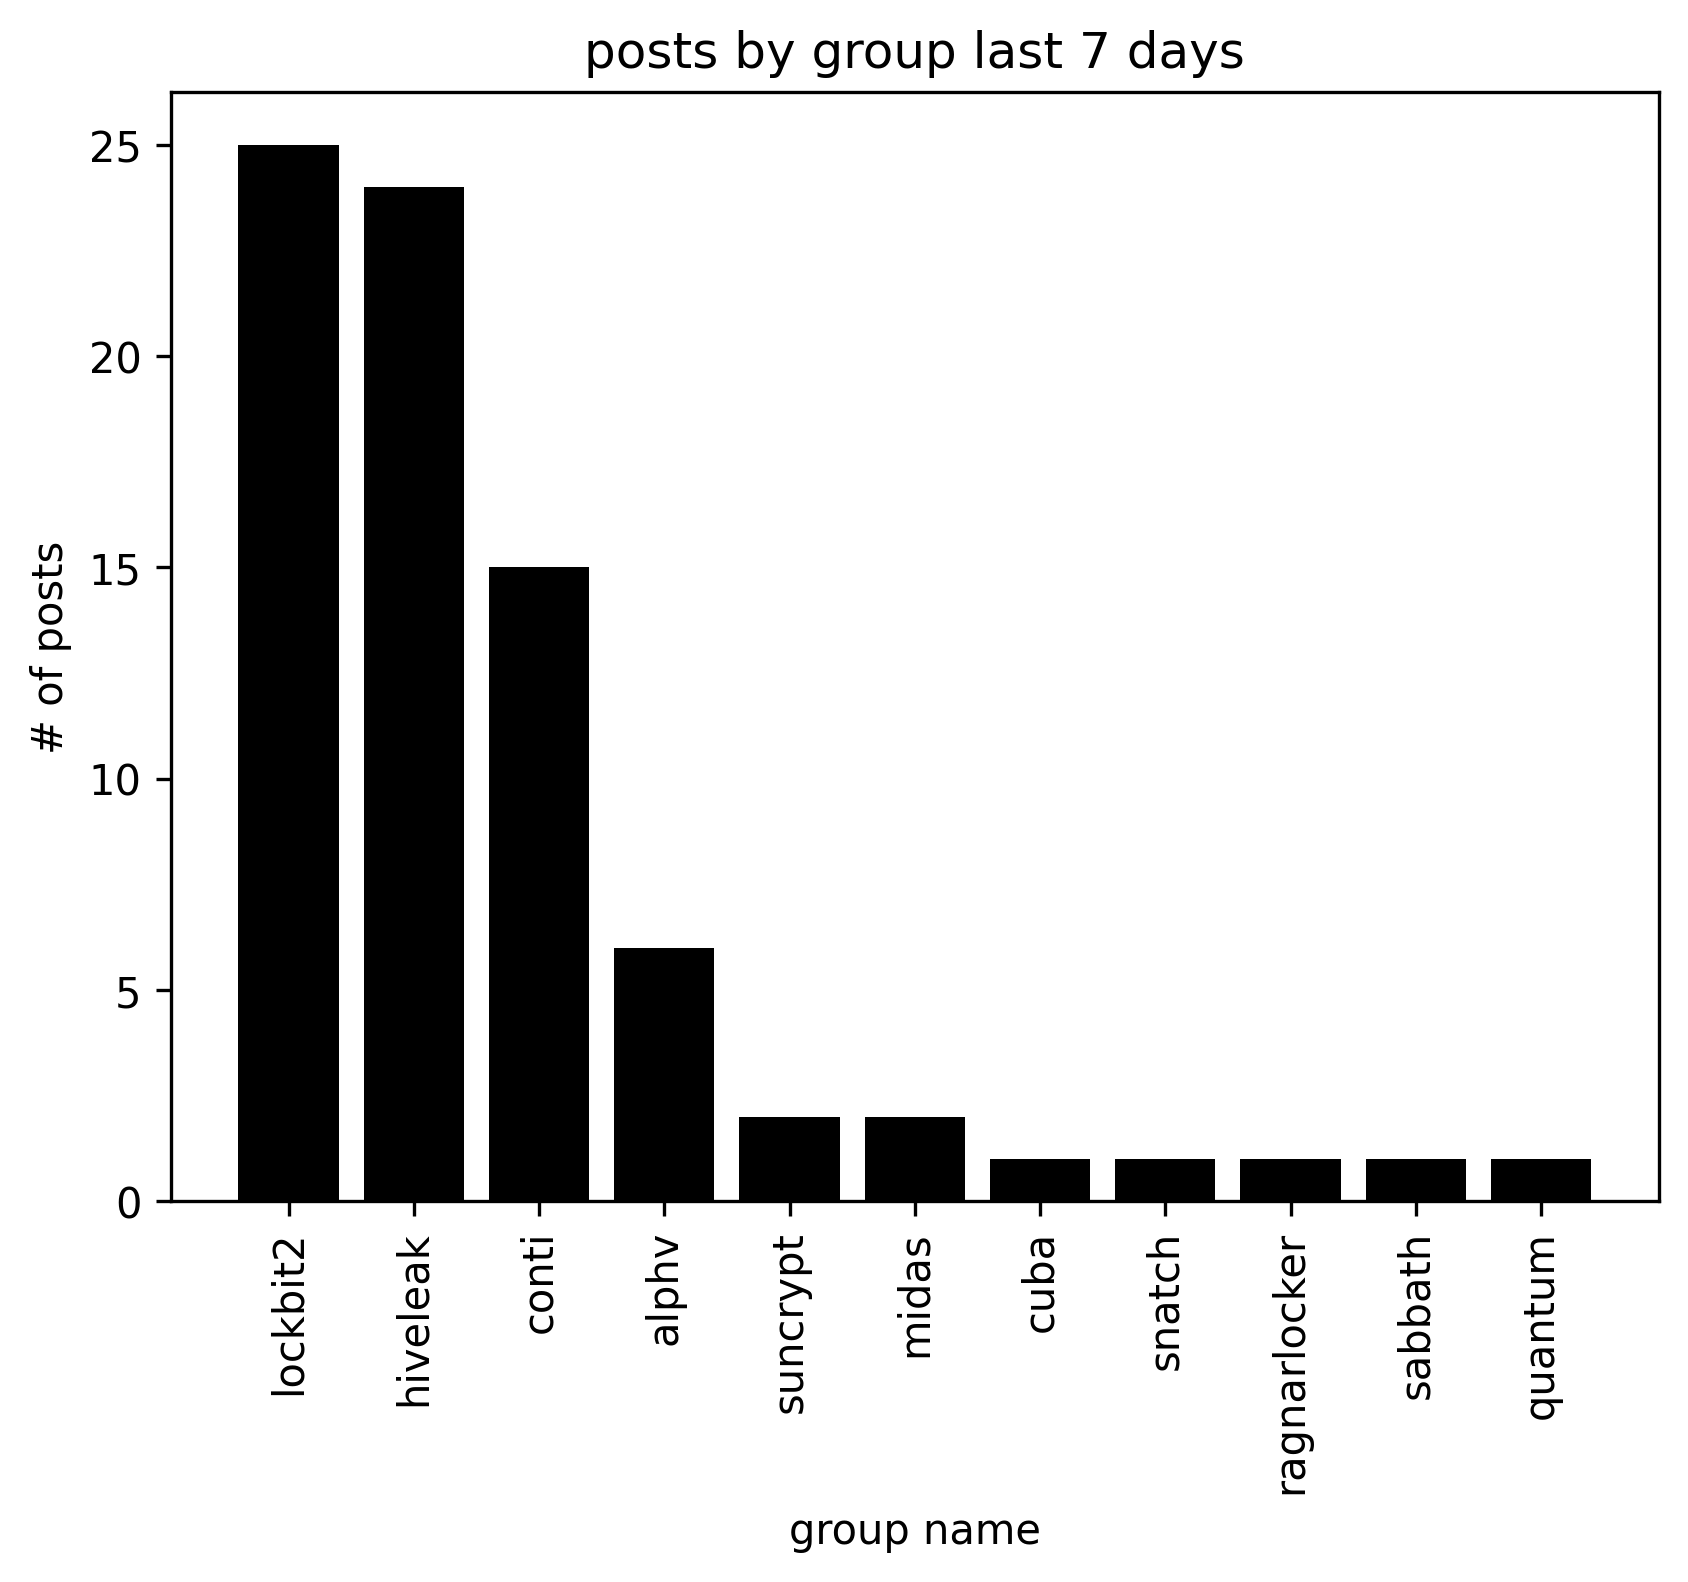 posts by group last 7 days
# of posts
25
20
15
10
5
0
lockbit2
hiveleak
conti
alphv
suncrypt
midas
cuba
snatch
ragnarlocker
sabbath
quantum
group name